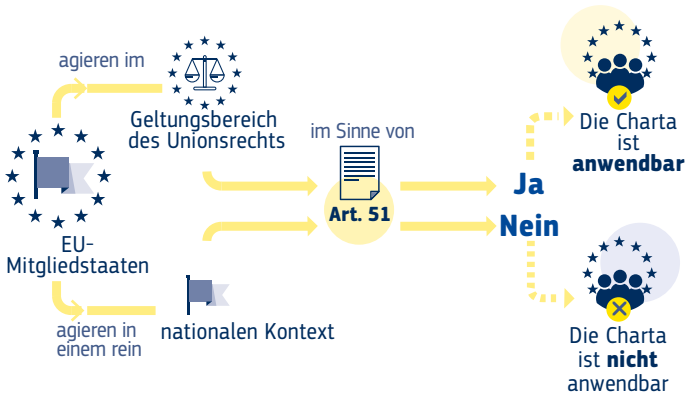 agieren im
Geltungsbereich
des Unionsrechts
EU-
Mitgliedstaaten
agieren in
einem rein
nationalen Kontext
im Sinne von
Art. 51
Ja
Nein
Die Charta
ist
anwendbar
Die Charta
ist nicht
anwendbar